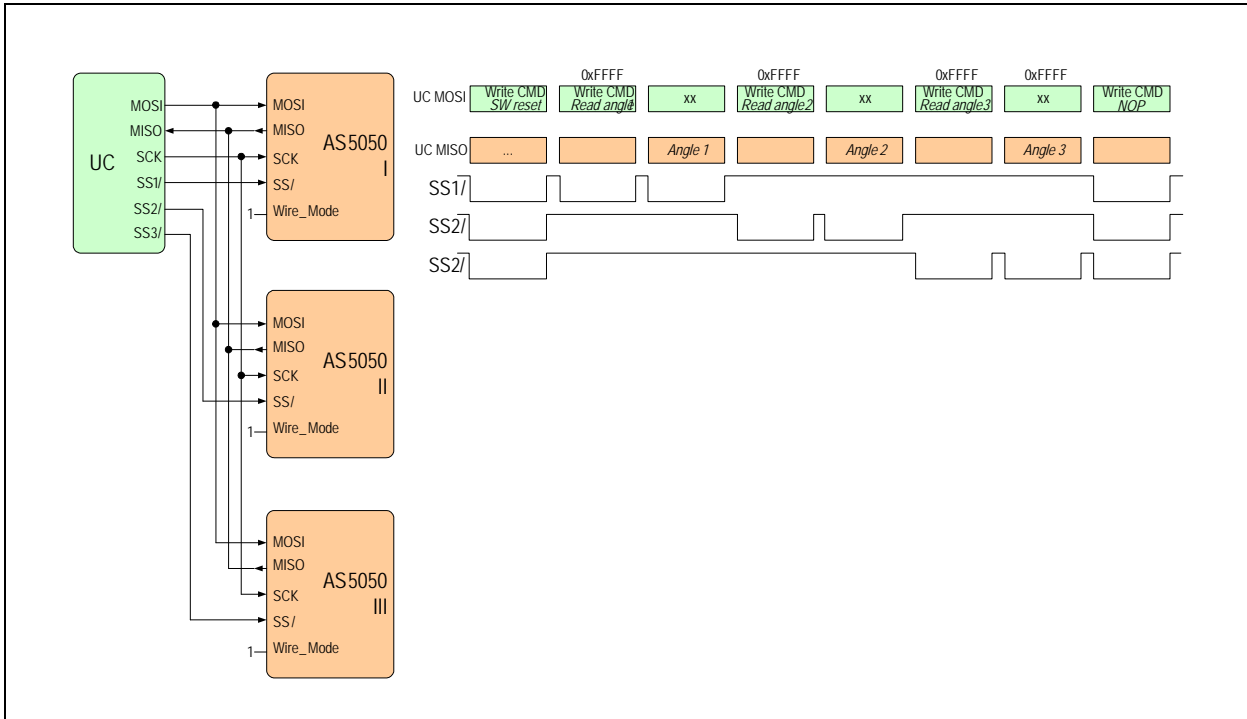 UC
MOSI
MISO
SCK
SS1/
SS2/
SS3/
MOSI
MISO
SCK
SS/
1 Wire_Mode
AS5050
I
MOSI
MISO
SCK
SS/
1 Wire_Mode
AS5050
II
MOSI
MISO
SCK
SS/
1 Wire_Mode
AS5050
III
0xFFFF 0xFFFF 0xFFFF 0xFFFF
UC MOSI
Write CMD
SW reset
Write CMD
Read angle1
xx
Write CMD
Read angle2
xx
Write CMD
Read angle3
xx
Write CMD
NOP
UC MISO ... Angle 1 Angle 2 Angle 3
SS1/
SS2/
SS2/